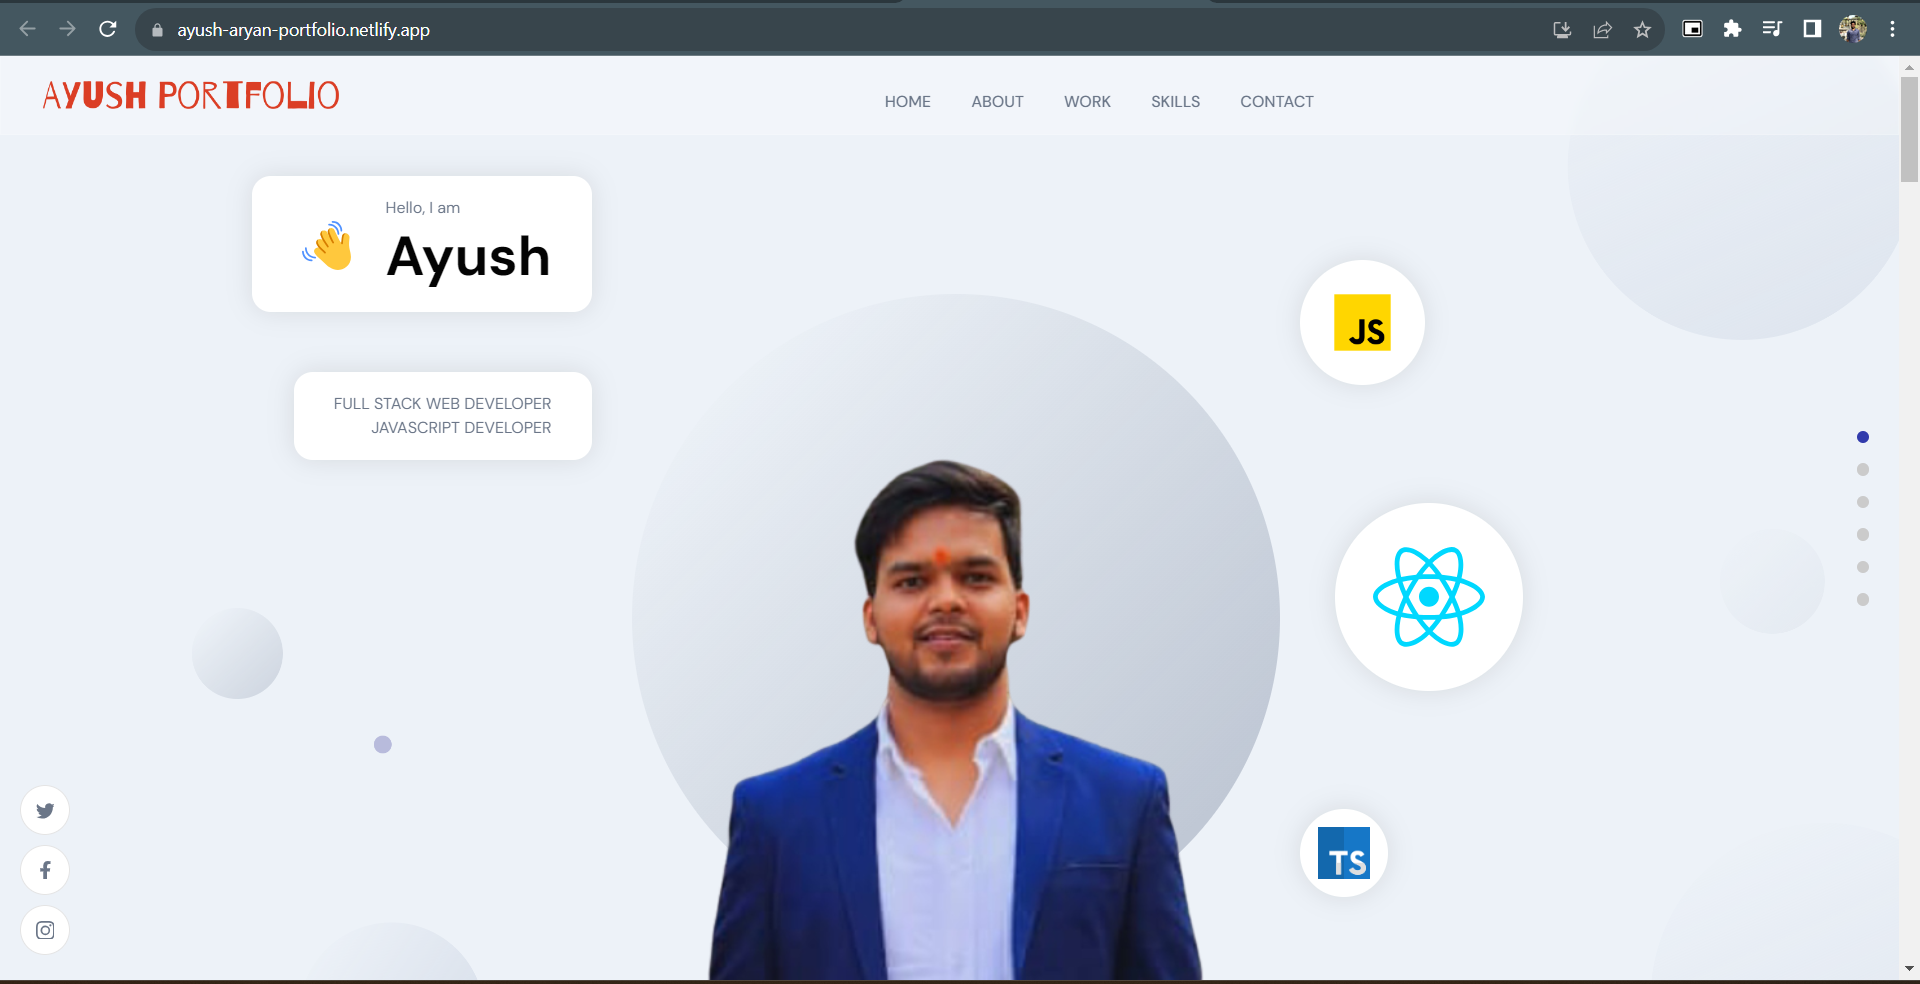 ayush-aryan-portfolio.netlify.app
AYUSH PORTFOLIO
HOME ABOUT WORK SKILLS CONTACT
Hello, I am
Ayush
FULL STACK WEB DEVELOPER
JAVASCRIPT DEVELOPER
JS
TS